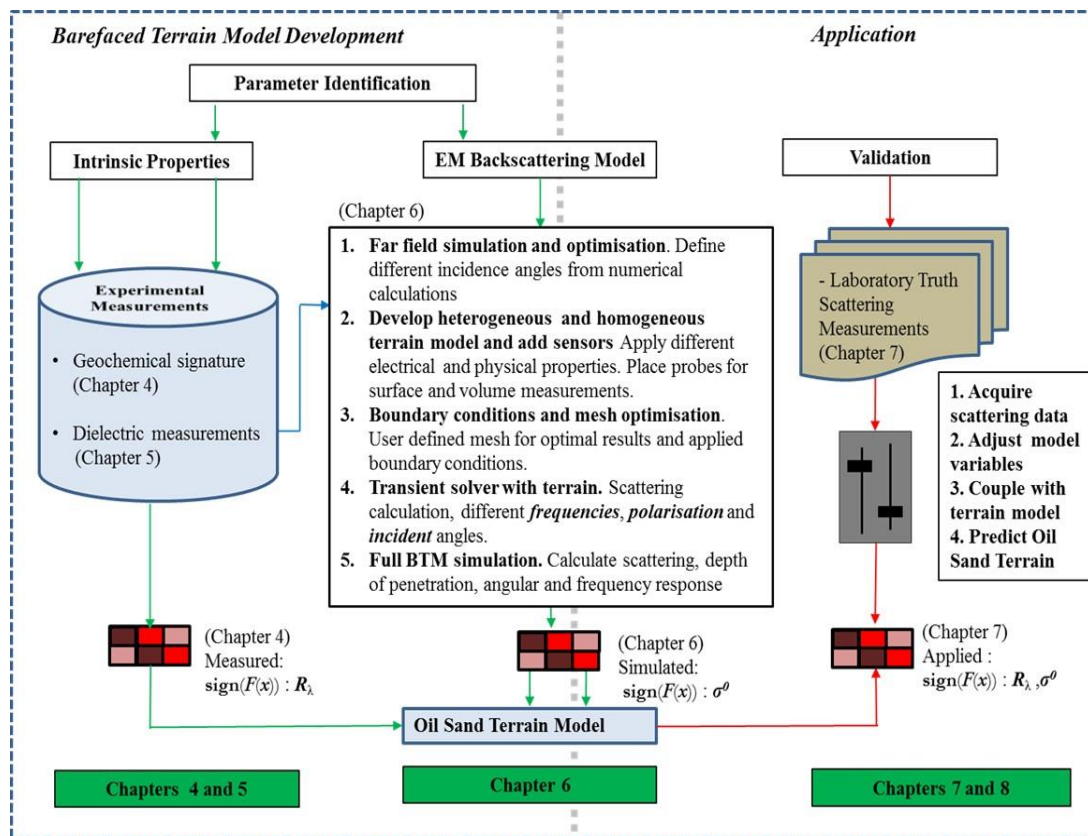 Barefaced Terrain Model Development
Application
Parameter Identification
Intrinsic Properties
EM Backscattering Model
Validation
(Chapter 6)
Experimental
Measurements
• Geochemical signature
(Chapter 4)
• Dielectric measurements
(Chapter 5)
1. Far field simulation and optimisation. Define
different incidence angles from numerical
calculations
2. Develop heterogeneous and homogeneous
terrain model and add sensors Apply different
electrical and physical properties. Place probes for
surface and volume measurements.
3. Boundary conditions and mesh optimisation.
User defined mesh for optimal results and applied
boundary conditions.
4. Transient solver with terrain. Scattering
calculation, different frequencies, polarisation and
incident angles.
5. Full BTM simulation. Calculate scattering, depth
of penetration, angular and frequency response
- Laboratory Truth
Scattering
Measurements
(Chapter 7)
1. Acquire
scattering data
2. Adjust model
variables
3. Couple with
terrain model
4. Predict Oil
Sand Terrain
(Chapter 4)
Measured:
sign(F(x)) : Rλ
(Chapter 6)
Simulated:
sign(F(x)) : σ⁰
(Chapter 7)
Applied :
sign(F(x)) : Rλ ,σ⁰
Oil Sand Terrain Model
Chapters 4 and 5
Chapter 6
Chapters 7 and 8